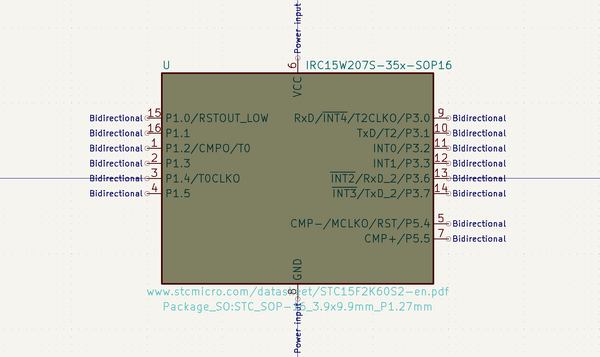 Power input
6
U IRC15W207S-35x-SOP16
VCC
Bidirectional 15 P1.0/RSTOUT_LOW RxD/INT4/T2CLKO/P3.0 9 Bidirectional
Bidirectional 16 P1.1 TxD/T2/P3.1 10 Bidirectional
Bidirectional 1 P1.2/CMPO/T0 INT0/P3.2 11 Bidirectional
Bidirectional 2 P1.3 INT1/P3.3 12 Bidirectional
Bidirectional 3 P1.4/T0CLKO INT2/RxD_2/P3.6 13 Bidirectional
Bidirectional 4 P1.5 INT3/TxD_2/P3.7 14 Bidirectional
CMP-/MCLKO/RST/P5.4 5 Bidirectional
CMP+/P5.5 7 Bidirectional
GND
www.stcmicro.com/datasheet/STC15F2K60S2-en.pdf
8
Package_SO:STC_SOP-16_3.9x9.9mm_P1.27mm
Power input